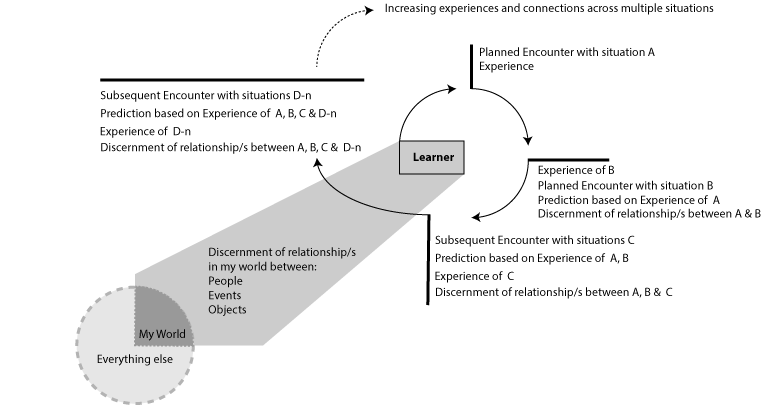 Increasing experiences and connections across multiple situations
Planned Encounter with situation A
Experience
Subsequent Encounter with situations D-n
Prediction based on Experience of A, B, C & D-n
Experience of D-n
Discernment of relationship/s between A, B, C & D-n
Learner
Experience of B
Planned Encounter with situation B
Prediction based on Experience of A
Discernment of relationship/s between A & B
Subsequent Encounter with situations C
Prediction based on Experience of A, B
Experience of C
Discernment of relationship/s between A, B & C
Discernment of relationship/s
in my world between:
People
Events
Objects
My World
Everything else